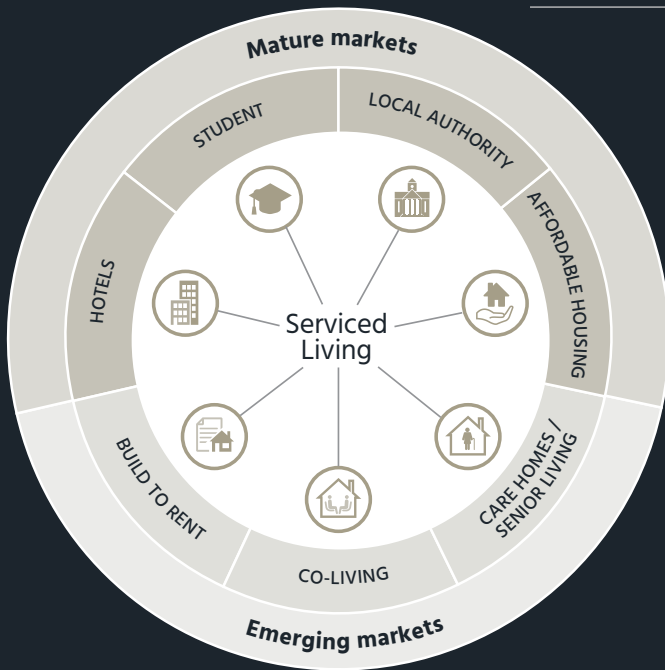 Mature markets
STUDENT
LOCAL AUTHORITY
HOTELS
AFFORDABLE HOUSING
Serviced
Living
BUILD TO RENT
CARE HOMES /
SENIOR LIVING
CO-LIVING
Emerging markets